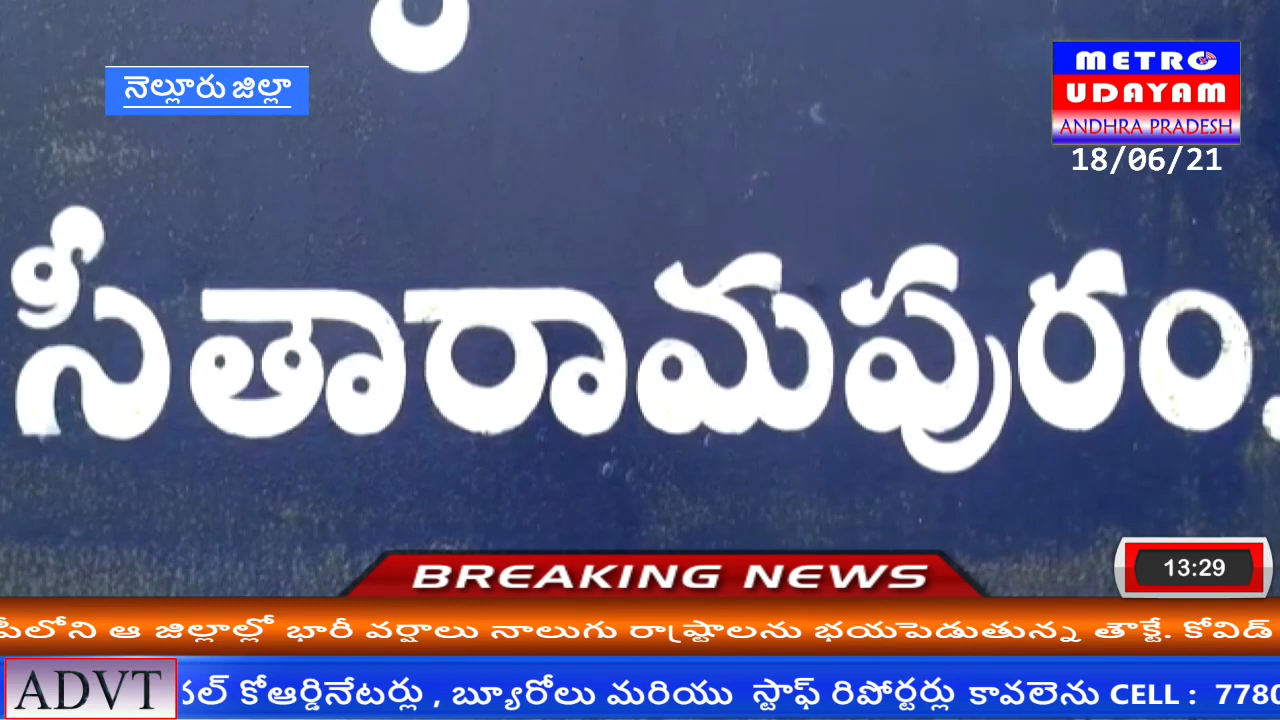 నెల్లూరు జిల్లా
METRO
UDAYAM
ANDHRA PRADESH
18/06/21
సీతారామపురం.
BREAKING NEWS
13:29
పీలోని ఆ జిల్లాల్లో భారీ వర్షాలు నాలుగు రాష్ట్రాలను భయపెడుతున్న తౌక్టే. కోవిడ్
ADVT
కోఆర్డినేటర్లు , బ్యూరోలు మరియు స్టాఫ్ రిపోర్టర్లు కావలెను CELL : 7780